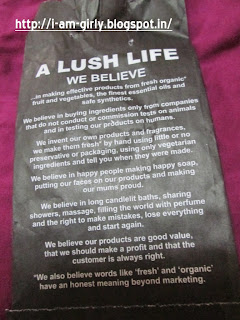 http://i-am-girly.blogspot.in/
A LUSH LIFE
WE BELIEVE
...in making effective products from fresh organic*
fruit and vegetables, the finest essential oils and
safe synthetics.
We believe in buying ingredients only from companies
that do not conduct or commission tests on animals
and in testing our products on humans.
We invent our own products and fragrances,
we make them fresh* by hand using little or no
preservative or packaging, using only vegetarian
ingredients and tell you when they were made.
We believe in happy people making happy soap,
putting our faces on our products and making
our mums proud.
We believe in long candlelit baths, sharing
showers, massage, filling the world with perfume
and the right to make mistakes, lose everything
and start again.
We believe our products are good value,
that we should make a profit and that the
customer is always right.
*We also believe words like 'fresh' and 'organic'
have an honest meaning beyond marketing.